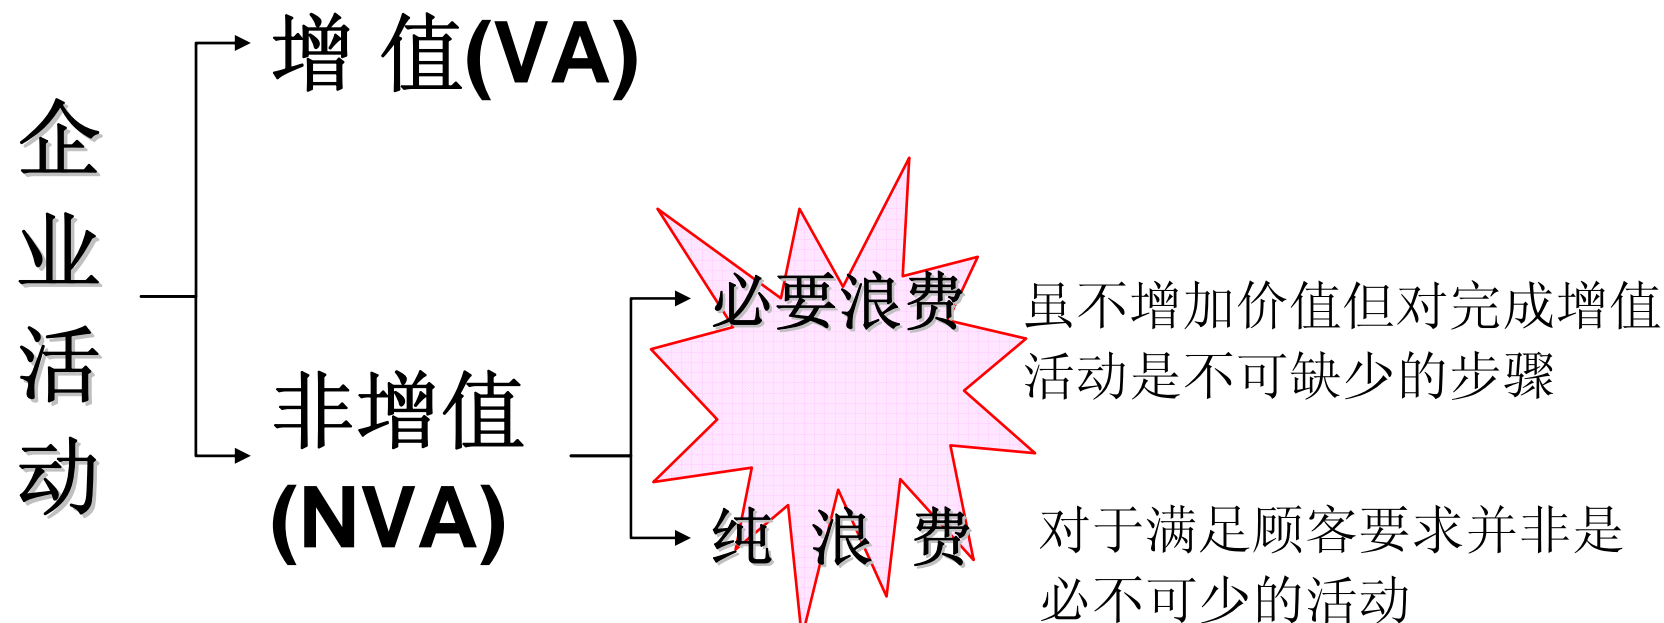 企业活动
增 值(VA)
非增值
(NVA)
必要浪费
虽不增加价值但对完成增值
活动是不可缺少的步骤
纯 浪 费
对于满足顾客要求并非是
必不可少的活动